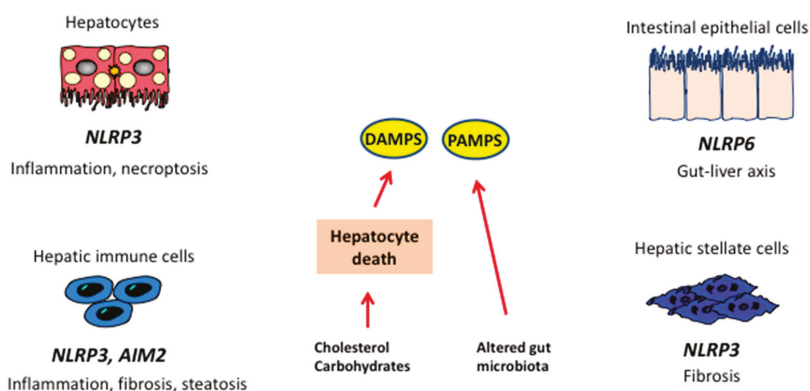 Hepatocytes
NLRP3
Inflammation, necroptosis
Hepatic immune cells
NLRP3, AIM2
Inflammation, fibrosis, steatosis
DAMPS
PAMPS
Hepatocyte
death
Cholesterol
Carbohydrates
Altered gut
microbiota
Intestinal epithelial cells
NLRP6
Gut-liver axis
Hepatic stellate cells
NLRP3
Fibrosis